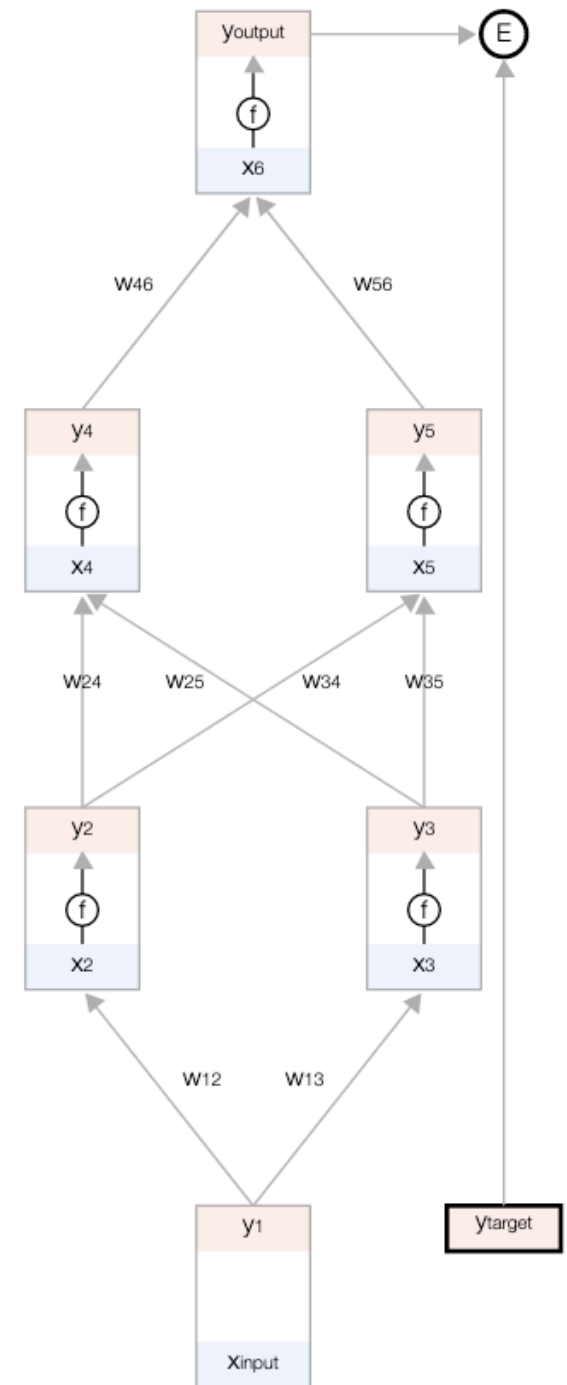 youtput E
f
x6
w46 w56
y4 y5
f f
x4 x5
w24 w25 w34 w35
y2 y3
f f
x2 x3
w12 w13
y1 ytarget
xinput